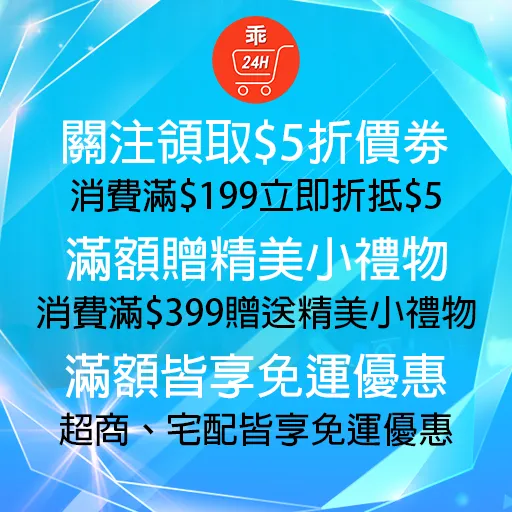 乖
24H
關注領取$5折價劵
消費滿$199立即折抵$5
滿額贈精美小禮物
消費滿$399贈送精美小禮物
滿額皆享免運優惠
超商、宅配皆享免運優惠